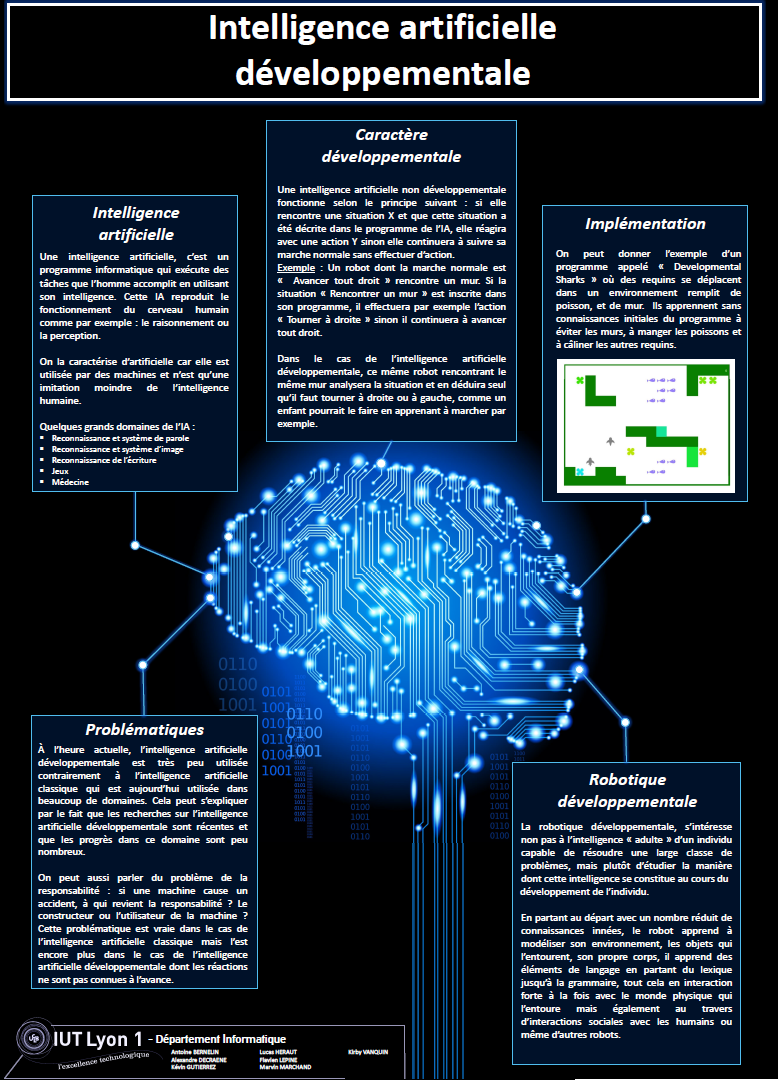 Intelligence artificielle
développementale
Caractère
développementale
Une intelligence artificielle non développementale
fonctionne selon le principe suivant : si elle
rencontre une situation X et que cette situation a
été décrite dans le programme de l'IA, elle réagira
avec une action Y sinon elle continuera à suivre sa
marche normale sans effectuer d'action.
Exemple : Un robot dont la marche normale est
« Avancer tout droit » rencontre un mur. Si la
situation « Rencontrer un mur » est inscrite dans
son programme, il effectuera par exemple l'action
« Tourner à droite » sinon il continuera à avancer
tout droit.
Dans le cas de l'intelligence artificielle
développementale, ce même robot rencontrant le
même mur analysera la situation et en déduira seul
qu'il faut tourner à droite ou à gauche, comme un
enfant pourrait le faire en apprenant à marcher par
exemple.
Intelligence
artificielle
Une intelligence artificielle, c'est un
programme informatique qui exécute des
tâches que l'homme accomplit en utilisant
son intelligence. Cette IA reproduit le
fonctionnement du cerveau humain
comme par exemple : le raisonnement ou
la perception.
On la caractérise d'artificielle car elle est
utilisée par des machines et n'est qu'une
imitation moindre de l'intelligence
humaine.
Quelques grands domaines de l'IA :
▪ Reconnaissance et système de parole
▪ Reconnaissance et système d'image
▪ Reconnaissance de l'écriture
▪ Jeux
▪ Médecine
Implémentation
On peut donner l'exemple d'un
programme appelé « Developmental
Sharks » où des requins se déplacent
dans un environnement remplit de
poisson, et de mur. Ils apprennent sans
connaissances initiales du programme à
éviter les murs, à manger les poissons et
à câliner les autres requins.
0110
0100
1001
0101
1001
0101
0110
0100
1001
0110
0100
1001
Problématiques
À l'heure actuelle, l'intelligence artificielle
développementale est très peu utilisée
contrairement à l'intelligence artificielle
classique qui est aujourd'hui utilisée dans
beaucoup de domaines. Cela peut s'expliquer
par le fait que les recherches sur l'intelligence
artificielle développementale sont récentes et
que les progrès dans ce domaine sont peu
nombreux.
On peut aussi parler du problème de la
responsabilité : si une machine cause un
accident, à qui revient la responsabilité ? Le
constructeur ou l'utilisateur de la machine ?
Cette problématique est vraie dans le cas de
l'intelligence artificielle classique mais l'est
encore plus dans le cas de l'intelligence
artificielle développementale dont les réactions
ne sont pas connues à l'avance.
Robotique
développementale
La robotique développementale, s'intéresse
non pas à l'intelligence « adulte » d'un individu
capable de résoudre une large classe de
problèmes, mais plutôt d'étudier la manière
dont cette intelligence se constitue au cours du
développement de l'individu.
En partant au départ avec un nombre réduit de
connaissances innées, le robot apprend à
modéliser son environnement, les objets qui
l'entourent, son propre corps, il apprend des
éléments de langage en partant du lexique
jusqu'à la grammaire, tout cela en interaction
forte à la fois avec le monde physique qui
l'entoure mais également au travers
d'interactions sociales avec les humains ou
même d'autres robots.
IUT Lyon 1 - Département Informatique
l'excellence technologique
Antoine BERNELIN Lucas HERAUT Kirby VANQUIN
Alexandre DECRAENE Flavien LEPINE
Kévin GUTIERREZ Marvin MARCHAND